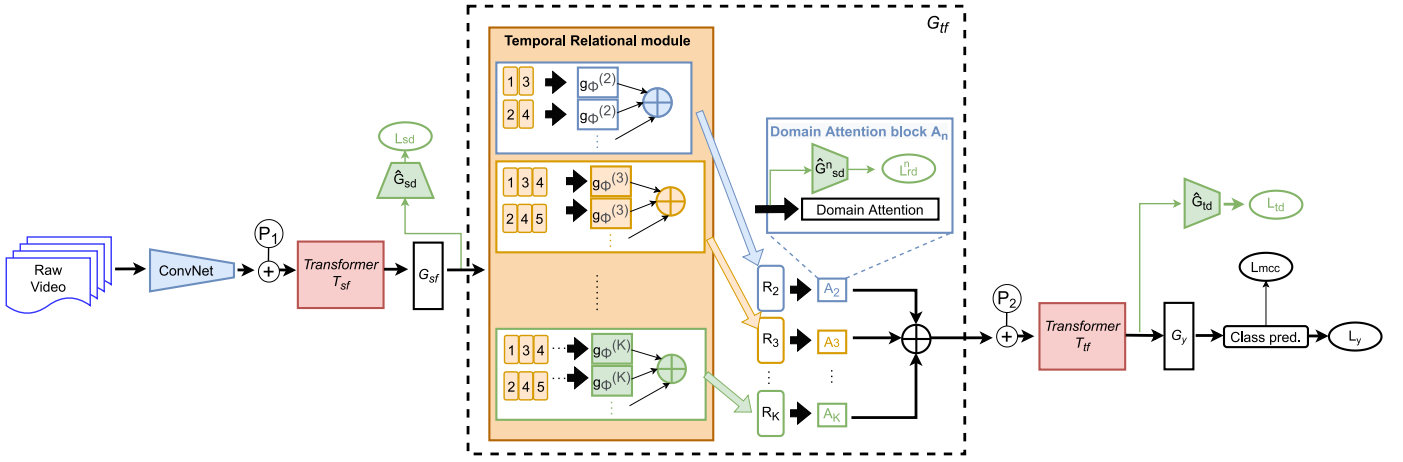 G_tf
Temporal Relational module
1 3
g_Φ^(2)
2 4
g_Φ^(2)
⋮
1 3 4
g_Φ^(3)
2 4 5
g_Φ^(3)
⋮
1 3 4 ...
g_Φ^(K)
2 4 5 ...
g_Φ^(K)
⋮
Raw
Video
ConvNet
P_1
+
Transformer
T_sf
G_sf
Ĝ_sd
L_sd
Domain Attention block A_n
Ĝ^n_sd
L^n_rd
Domain Attention
R_2
A_2
R_3
A_3
R_K
A_K
P_2
+
Transformer
T_tf
Ĝ_td
L_td
G_y
L_mcc
Class pred.
L_y